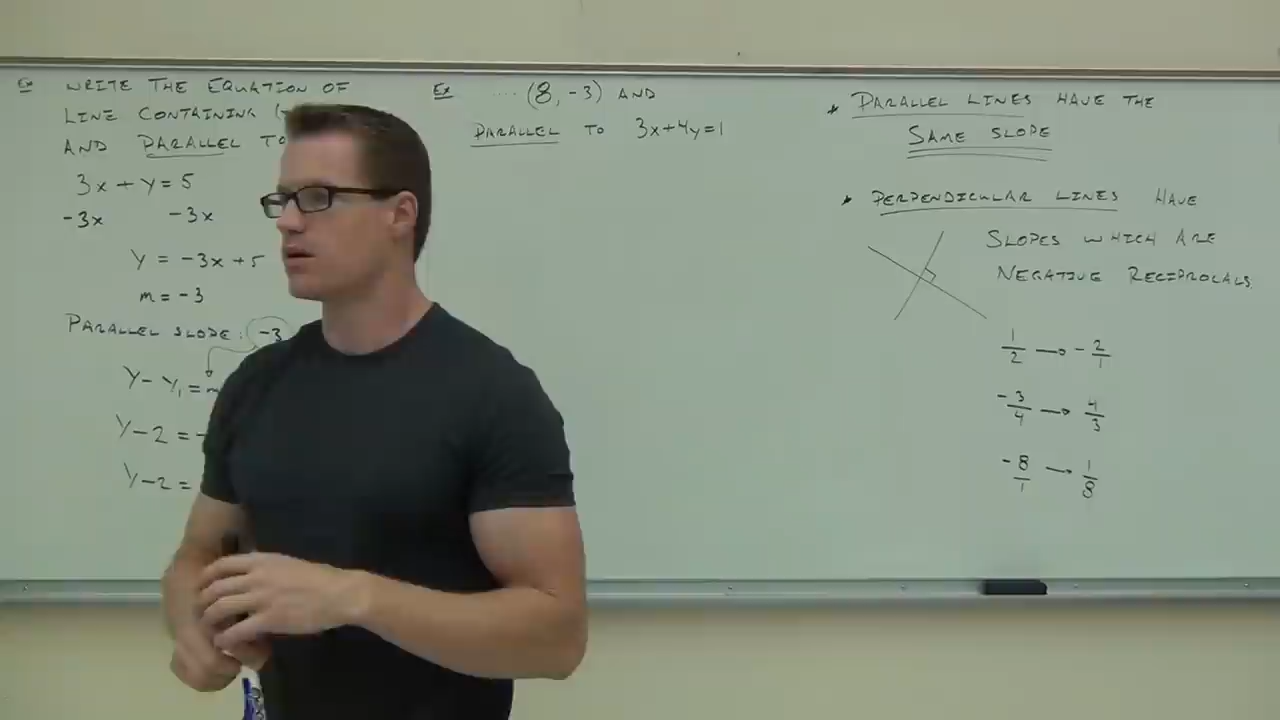 Ex WRITE THE EQUATION OF
LINE CONTAINING (
AND PARALLEL TO
3x + y = 5
-3x -3x
y = -3x + 5
m = -3
PARALLEL SLOPE: -3
y - y₁ = m
y - 2 = -
y - 2 =
Ex .... (8, -3) AND
PARALLEL TO 3x+4y=1
* PARALLEL LINES HAVE THE
SAME SLOPE
* PERPENDICULAR LINES HAVE
SLOPES WHICH ARE
NEGATIVE RECIPROCALS.
1/2 → -2/1
-3/4 → 4/3
-8/1 → 1/8